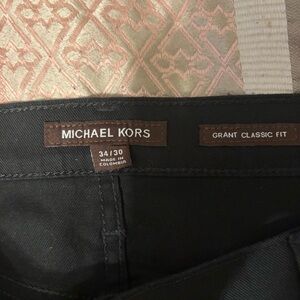 MICHAEL KORS
GRANT CLASSIC FIT
34/30
MADE IN
COLOMBIA